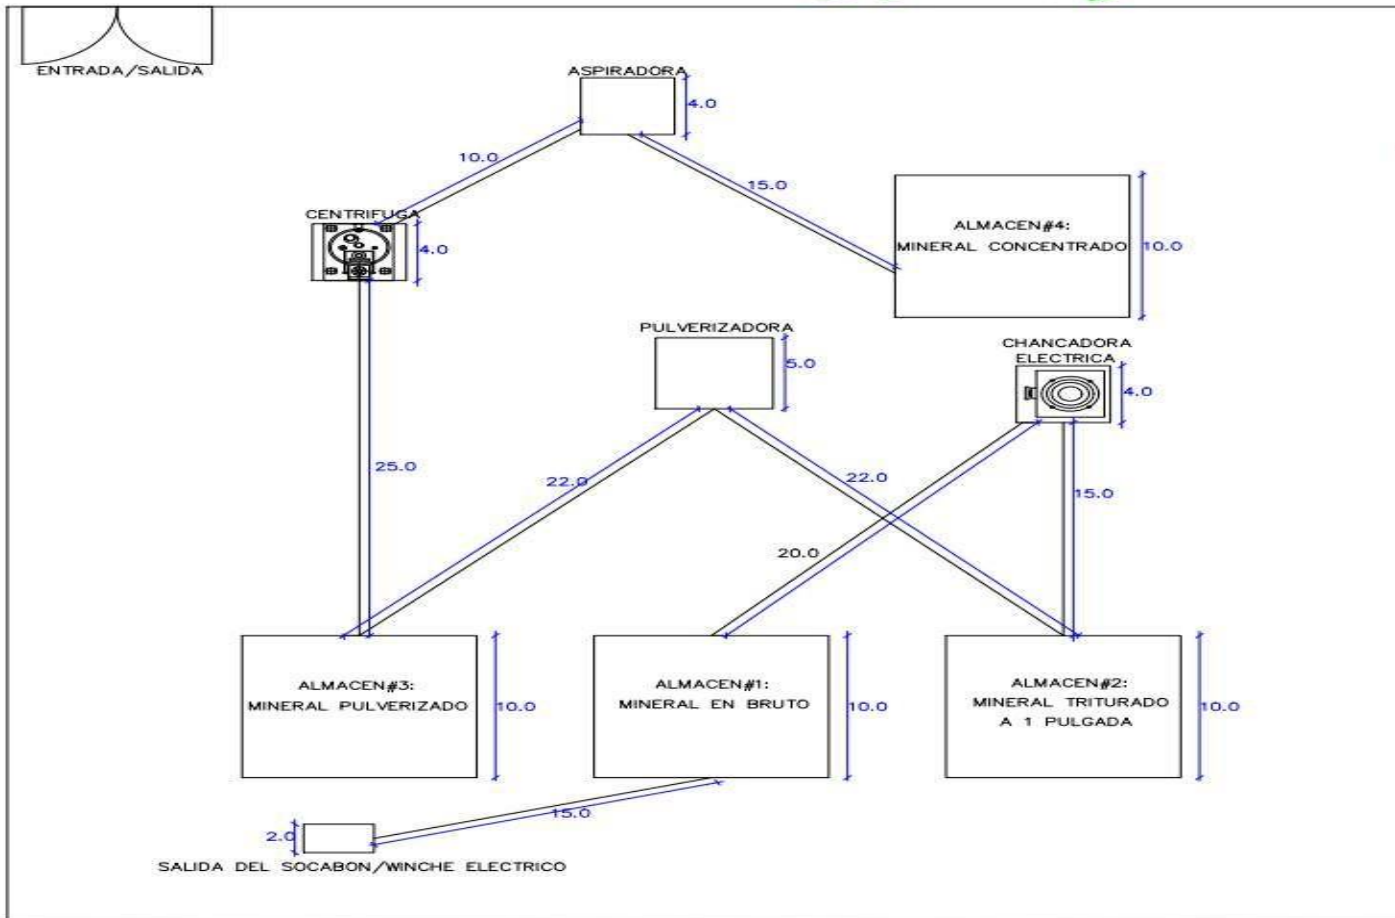 ENTRADA/SALIDA
ASPIRADORA
4.0
10.0
15.0
CENTRIFUGA
4.0
ALMACEN#4:
MINERAL CONCENTRADO
10.0
PULVERIZADORA
5.0
CHANCADORA
ELECTRICA
4.0
25.0
22.0
22.0
15.0
20.0
ALMACEN#3:
MINERAL PULVERIZADO
10.0
ALMACEN#1:
MINERAL EN BRUTO
10.0
ALMACEN#2:
MINERAL TRITURADO
A 1 PULGADA
10.0
15.0
2.0
SALIDA DEL SOCABON/WINCHE ELECTRICO